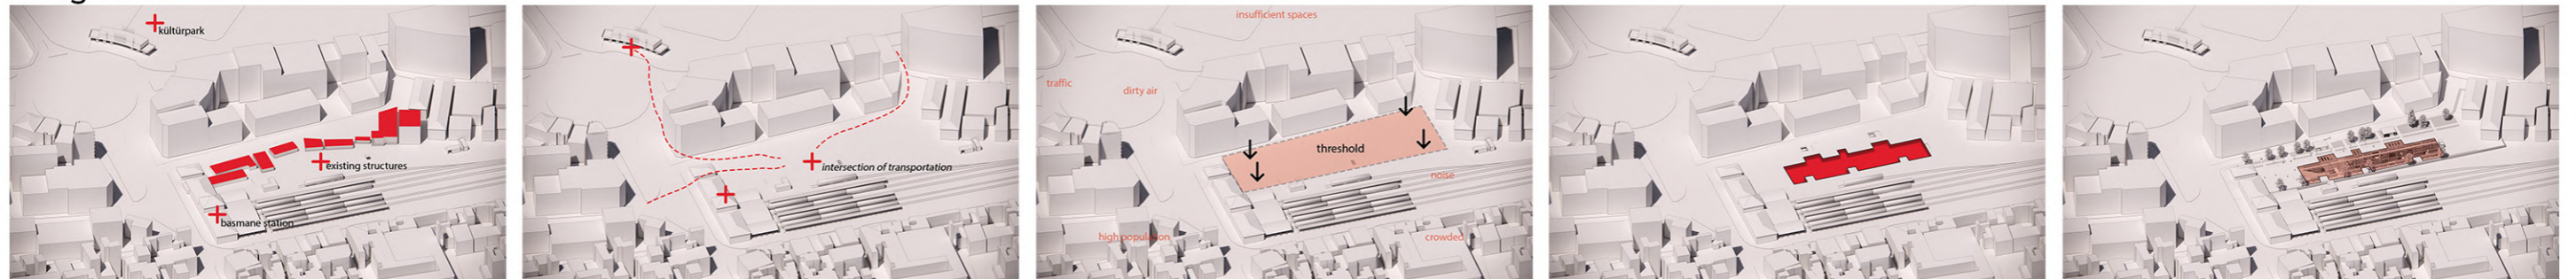 kültürpark
existing structures
basmane station
intersection of transportation
insufficient spaces
traffic
dirty air
threshold
noise
high population
crowded